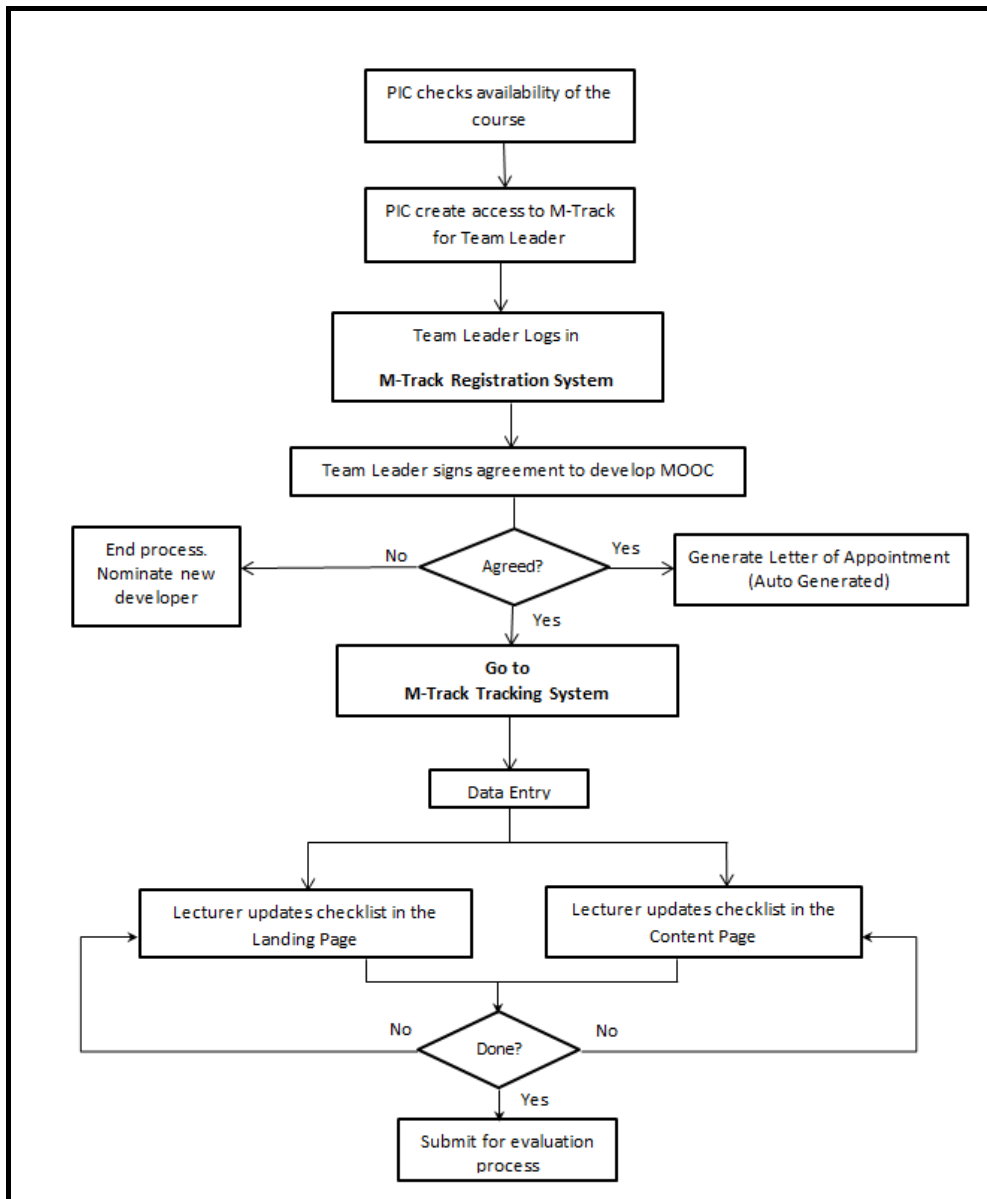 PIC checks availability of the
course
PIC create access to M-Track
for Team Leader
Team Leader Logs in
M-Track Registration System
Team Leader signs agreement to develop MOOC
End process.
Nominate new
developer
No
Agreed?
Yes
Generate Letter of Appointment
(Auto Generated)
Yes
Go to
M-Track Tracking System
Data Entry
Lecturer updates checklist in the
Landing Page
Lecturer updates checklist in the
Content Page
No
Done?
No
Yes
Submit for evaluation
process